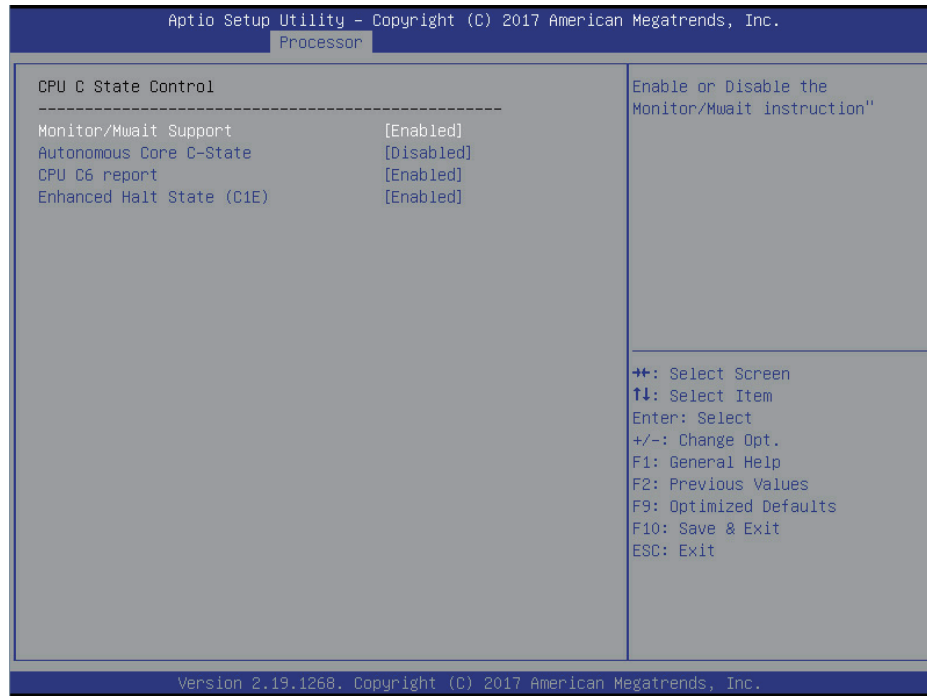 Aptio Setup Utility – Copyright (C) 2017 American Megatrends, Inc.
Processor
CPU C State Control
--------------------------------------------------
Monitor/Mwait Support [Enabled]
Autonomous Core C-State [Disabled]
CPU C6 report [Enabled]
Enhanced Halt State (C1E) [Enabled]
Enable or Disable the
Monitor/Mwait instruction"
→←: Select Screen
↑↓: Select Item
Enter: Select
+/-: Change Opt.
F1: General Help
F2: Previous Values
F9: Optimized Defaults
F10: Save & Exit
ESC: Exit
Version 2.19.1268. Copyright (C) 2017 American Megatrends, Inc.